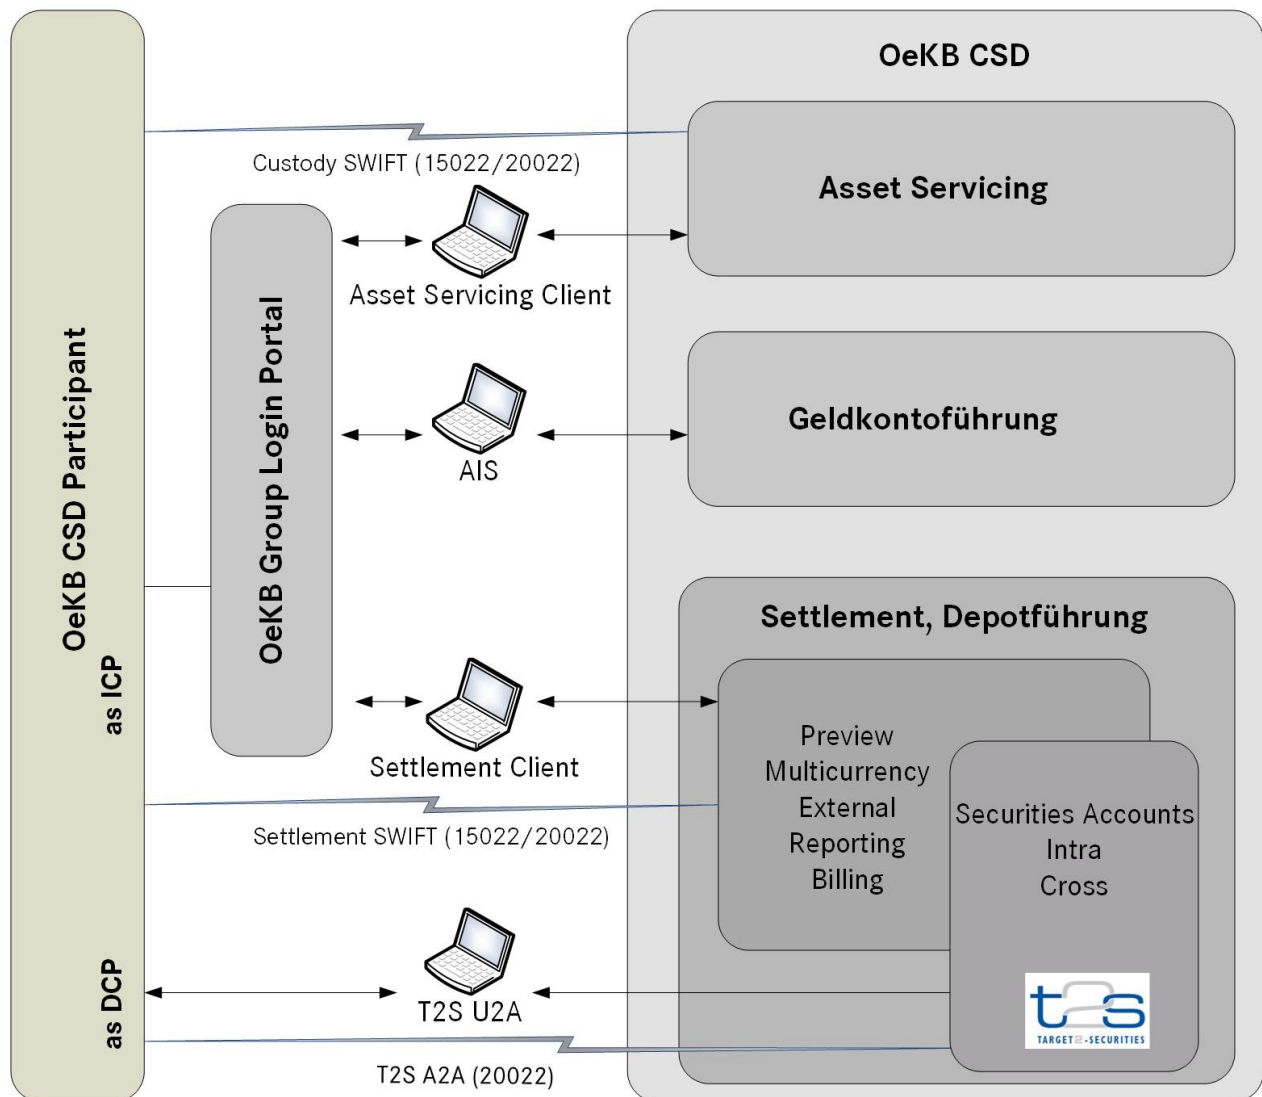 OeKB CSD
Custody SWIFT (15022/20022)
Asset Servicing
Asset Servicing Client
OeKB CSD Participant
OeKB Group Login Portal
AIS
Geldkontoführung
as ICP
Settlement, Depotführung
Settlement Client
Preview
Multicurrency
External
Reporting
Billing
Securities Accounts
Intra
Cross
Settlement SWIFT (15022/20022)
as DCP
T2S U2A
t2s
TARGET2-SECURITIES
T2S A2A (20022)